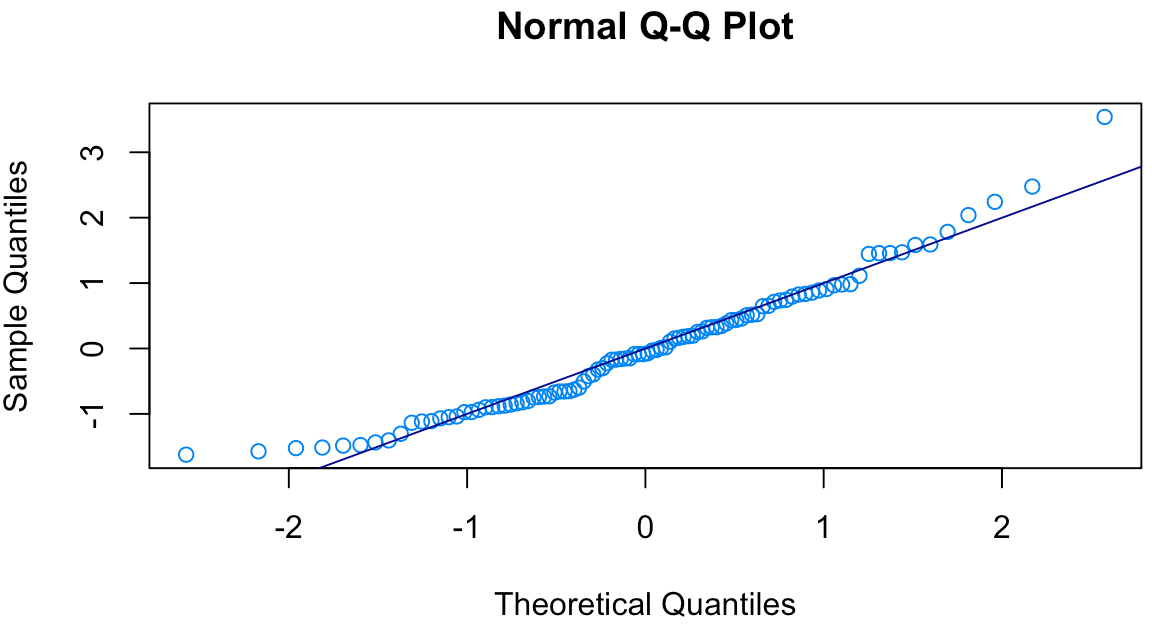 Normal Q-Q Plot
Sample Quantiles
3
2
1
0
-1
-2 -1 0 1 2
Theoretical Quantiles